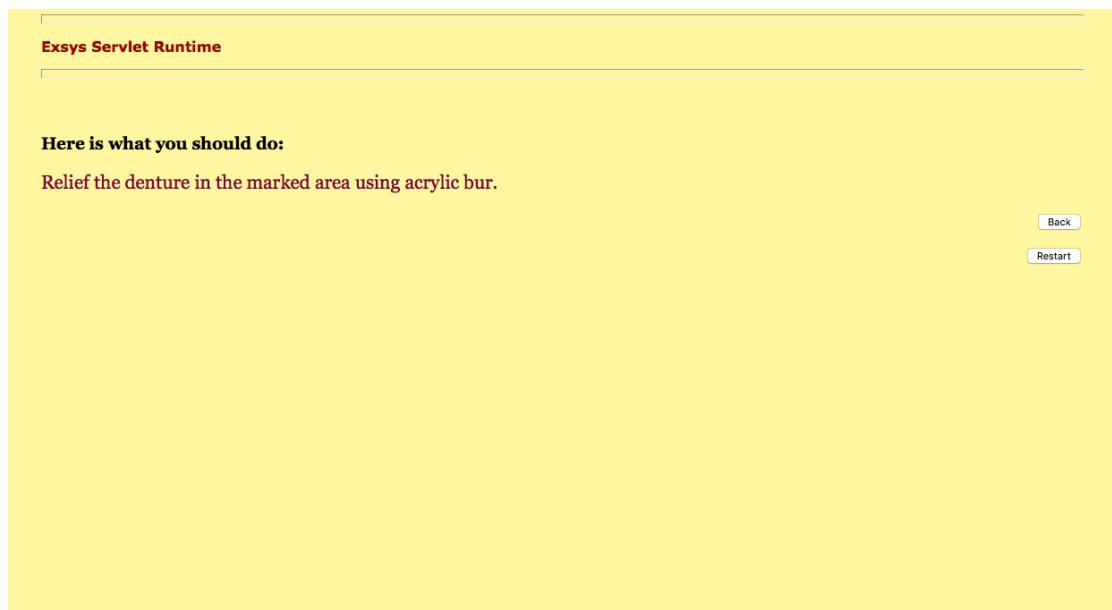 Exsys Servlet Runtime
Here is what you should do:
Relief the denture in the marked area using acrylic bur.
Back
Restart